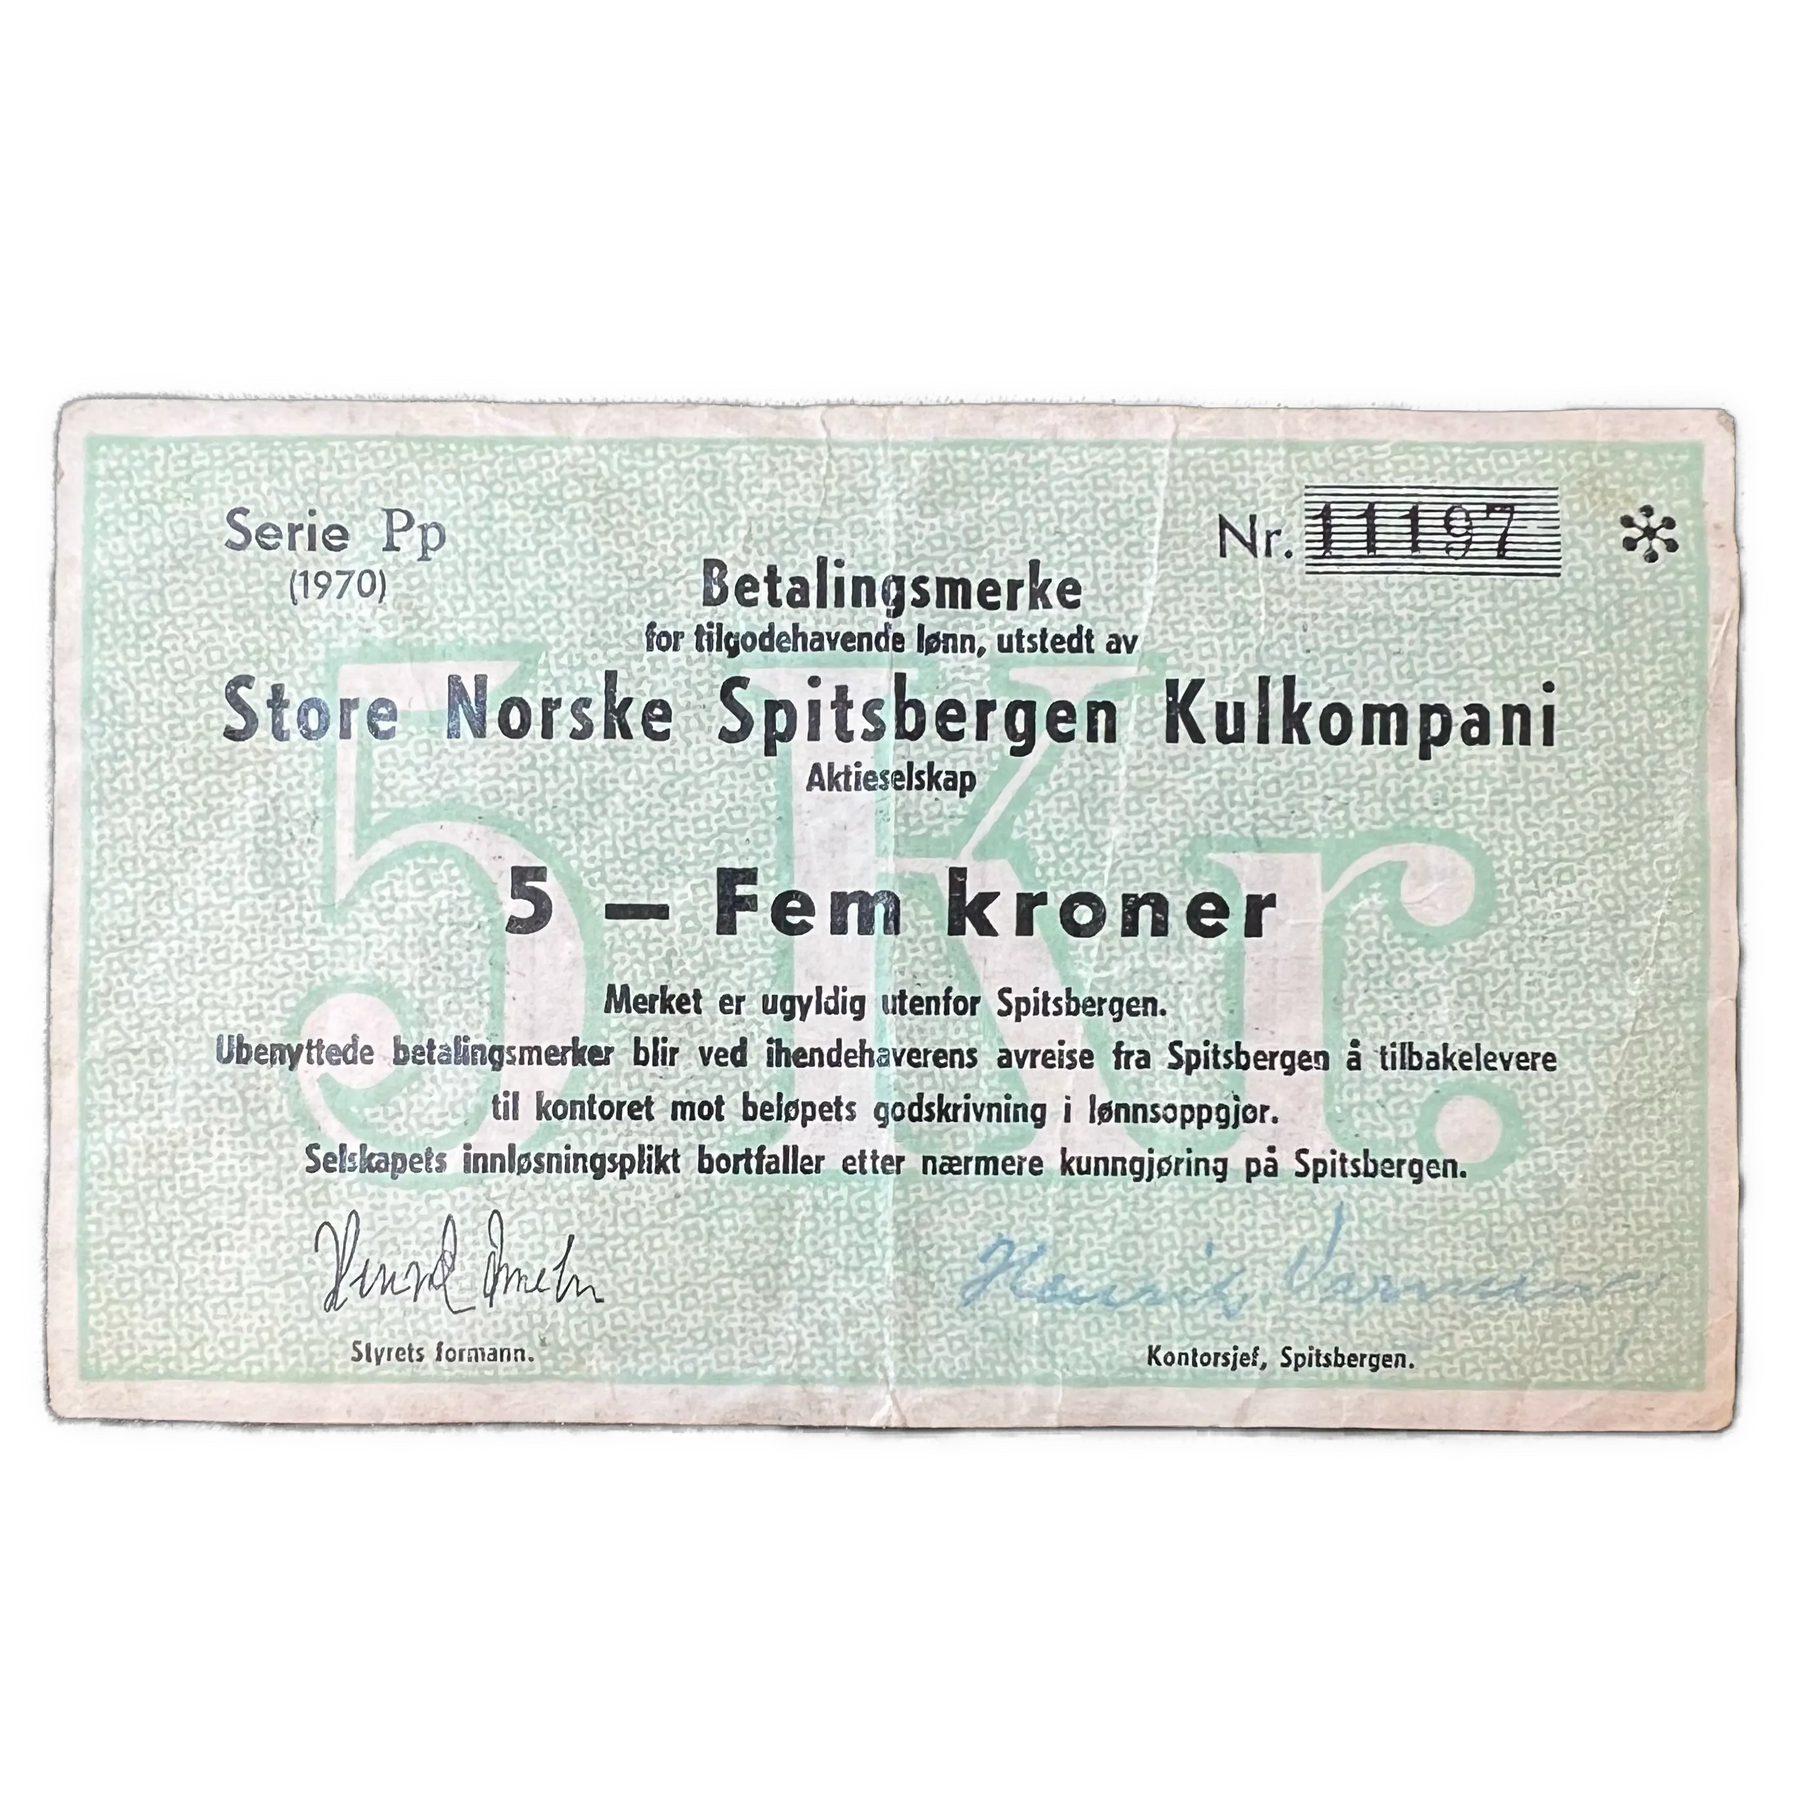 Serie Pp
(1970)
Nr. 11197
Betalingsmerke
for tilgodehavende lønn, utstedt av
Store Norske Spitsbergen Kulkompani
Aktieselskap
5 — Fem kroner
5 Kr.
Merket er ugyldig utenfor Spitsbergen.
Ubenyttede betalingsmerker blir ved ihendehaverens avreise fra Spitsbergen å tilbakelevere
til kontoret mot beløpets godskrivning i lønnsoppgjør.
Selskapets innløsningsplikt bortfaller etter nærmere kunngjøring på Spitsbergen.
Styrets formann.
Kontorsjef, Spitsbergen.